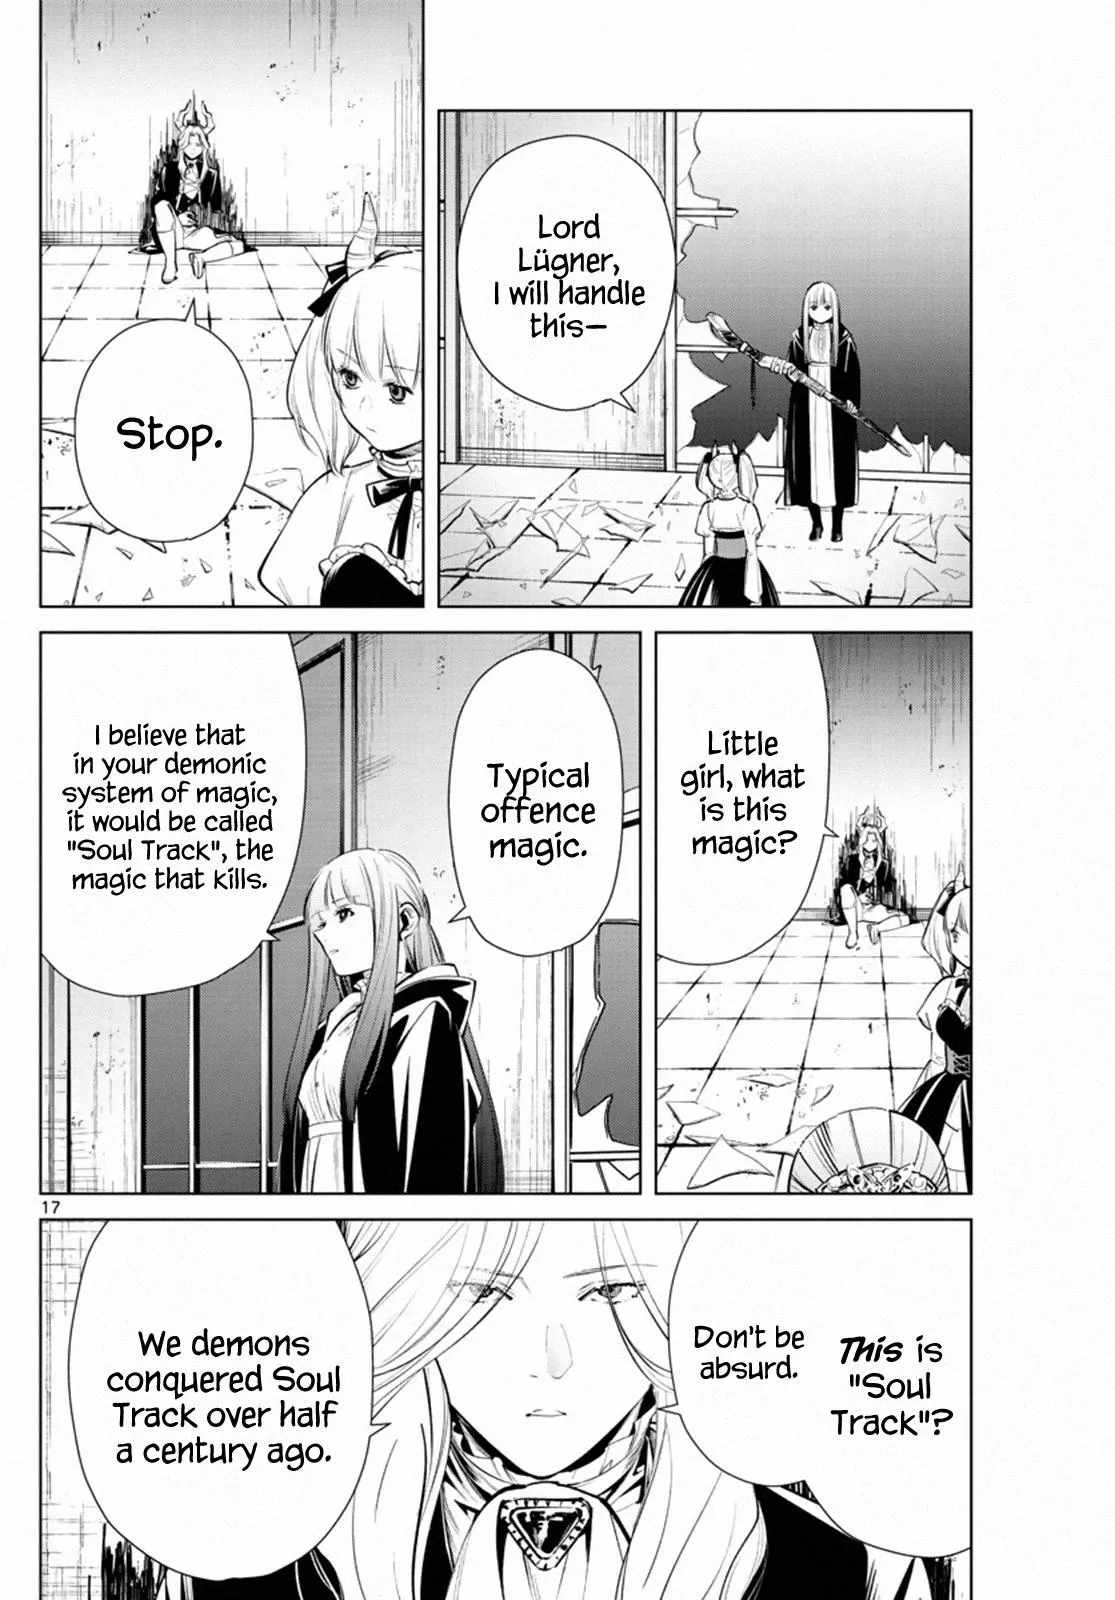 Lord
Lügner,
I will handle
this—
Stop.
Little
girl, what
is this
magic?
Typical
offence
magic.
I believe that
in your demonic
system of magic,
it would be called
"Soul Track", the
magic that kills.
17
This is
"Soul
Track"?
Don't be
absurd.
We demons
conquered Soul
Track over half
a century ago.